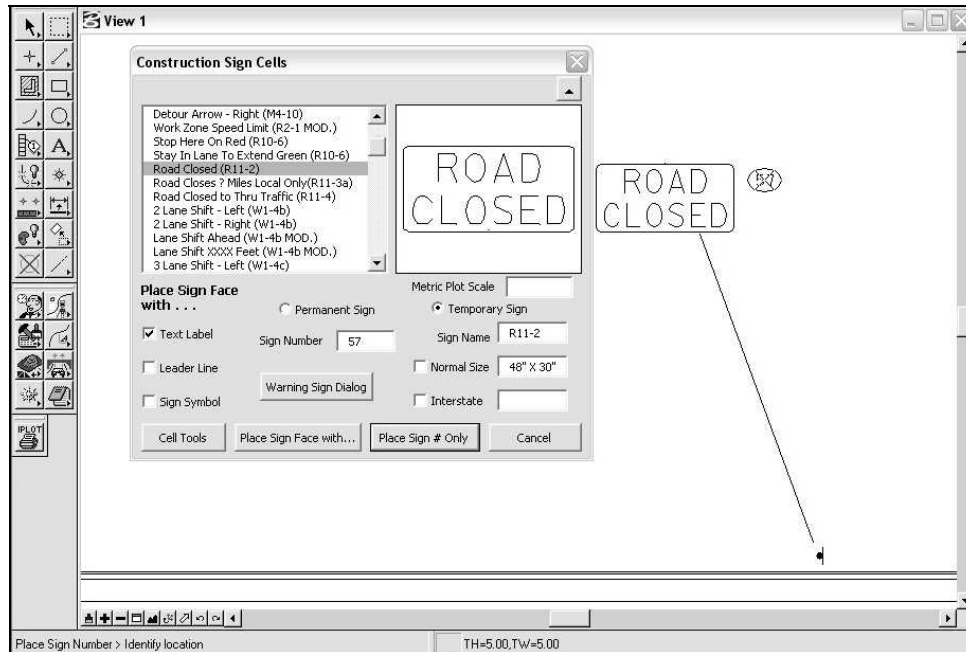 View 1
Construction Sign Cells
Detour Arrow - Right (M4-10)
Work Zone Speed Limit (R2-1 MOD.)
Stop Here On Red (R10-6)
Stay In Lane To Extend Green (R10-6)
Road Closed (R11-2)
Road Closes ? Miles Local Only(R11-3a)
Road Closed to Thru Traffic (R11-4)
2 Lane Shift - Left (W1-4b)
2 Lane Shift - Right (W1-4b)
Lane Shift Ahead (W1-4b MOD.)
Lane Shift XXXX Feet (W1-4b MOD.)
3 Lane Shift - Left (W1-4c)
ROAD
CLOSED
ROAD
CLOSED
57
Place Sign Face
with . . .
Metric Plot Scale
Permanent Sign
Temporary Sign
Text Label
Sign Number 57
Sign Name R11-2
Leader Line
Normal Size 48" X 30"
Warning Sign Dialog
Sign Symbol
Interstate
Cell Tools
Place Sign Face with...
Place Sign # Only
Cancel
A
IPLOT
Place Sign Number > Identify location
TH=5.00,TW=5.00